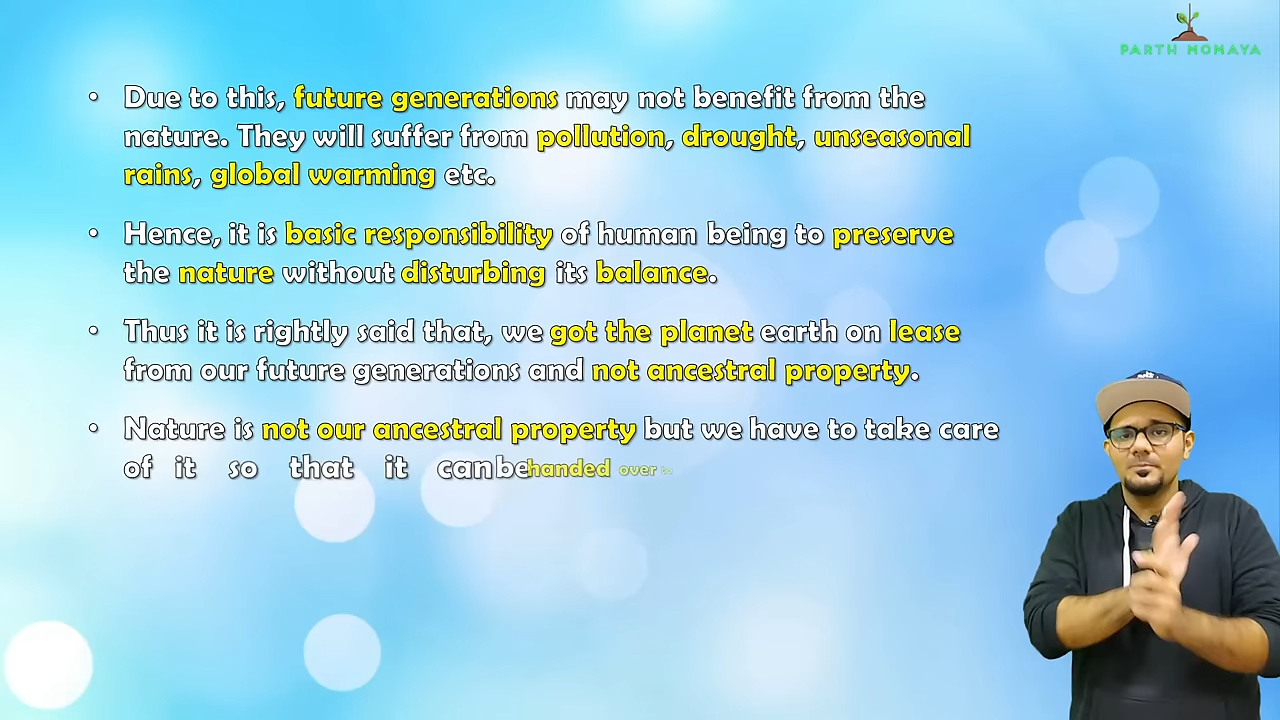 PARTH MOMAYA
• Due to this, future generations may not benefit from the
nature. They will suffer from pollution, drought, unseasonal
rains, global warming etc.
• Hence, it is basic responsibility of human being to preserve
the nature without disturbing its balance.
• Thus it is rightly said that, we got the planet earth on lease
from our future generations and not ancestral property.
• Nature is not our ancestral property but we have to take care
of it so that it can be handed over